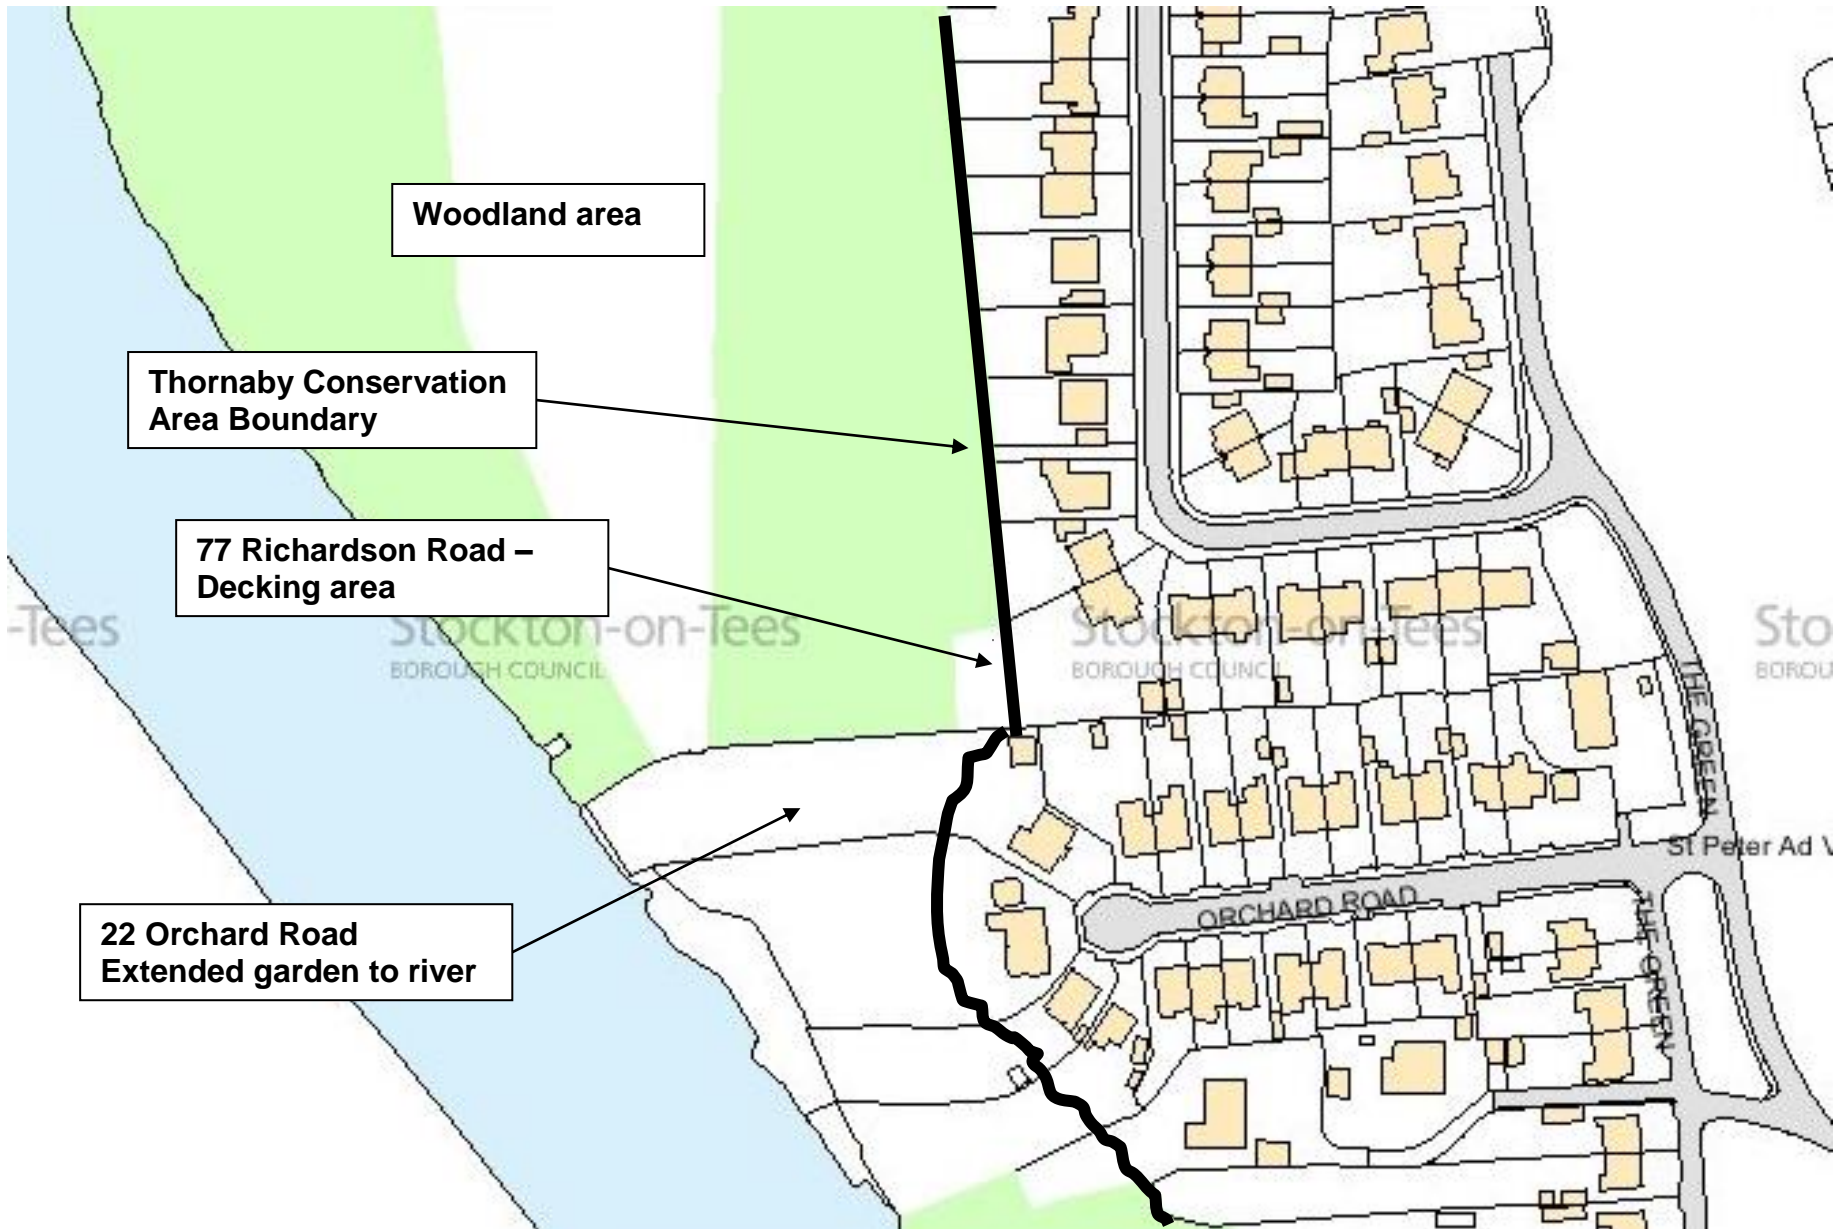 Woodland area
Thornaby Conservation
Area Boundary
77 Richardson Road –
Decking area
-Tees
Stockton-on-Tees
BOROUGH COUNCIL
Stockton-on-Tees
BOROUGH COUNCIL
Sto
BOROU
THE GREEN
St Peter Ad V
ORCHARD ROAD
THE GREEN
22 Orchard Road
Extended garden to river